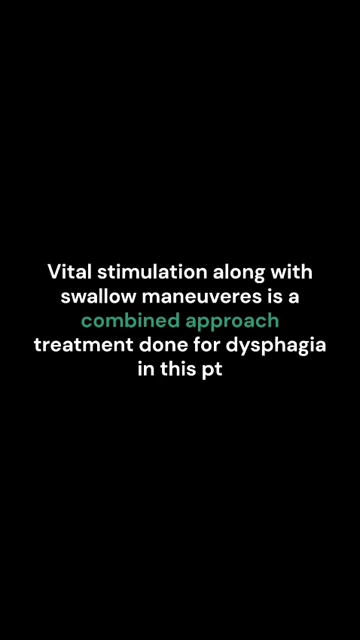 Vital stimulation along with
swallow maneuveres is a
combined approach
treatment done for dysphagia
in this pt